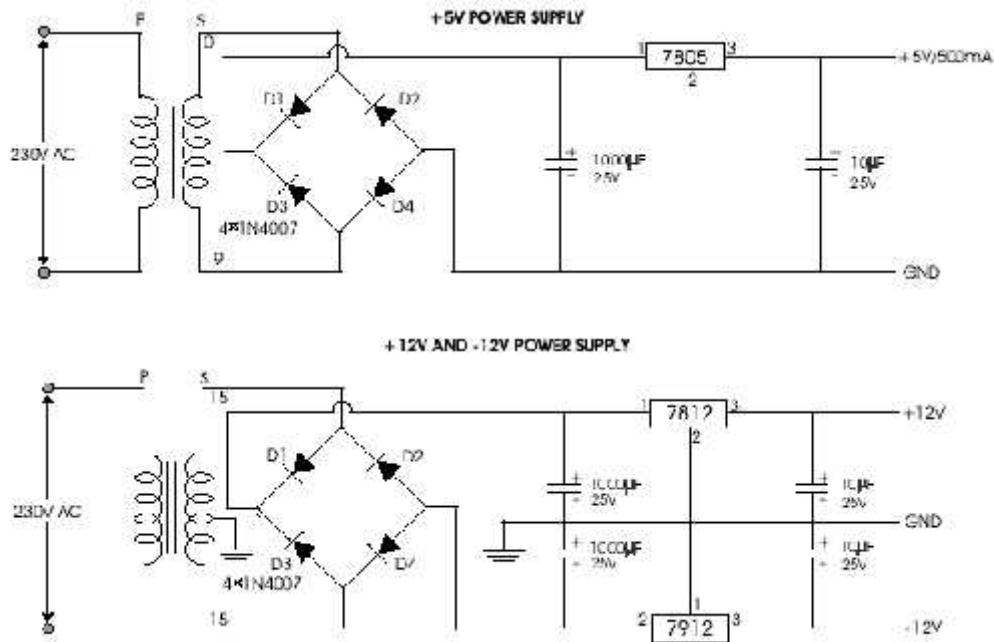 +5V POWER SUPPLY
P S
0
1 7805 3
2
+5V/500mA
D1 D2
230V AC
+ 1000µF
- 25V
10µF
25V
D3 D4
4×1N4007
9
GND
+12V AND -12V POWER SUPPLY
P S
15
1 7812 3
2
+12V
D1 D2
+ 1000µF
- 25V
+ 10µF
- 25V
230V AC
GND
D3
4×1N4007
+ 1000µF
- 25V
+ 10µF
- 25V
15
1
2 7912 3
-12V